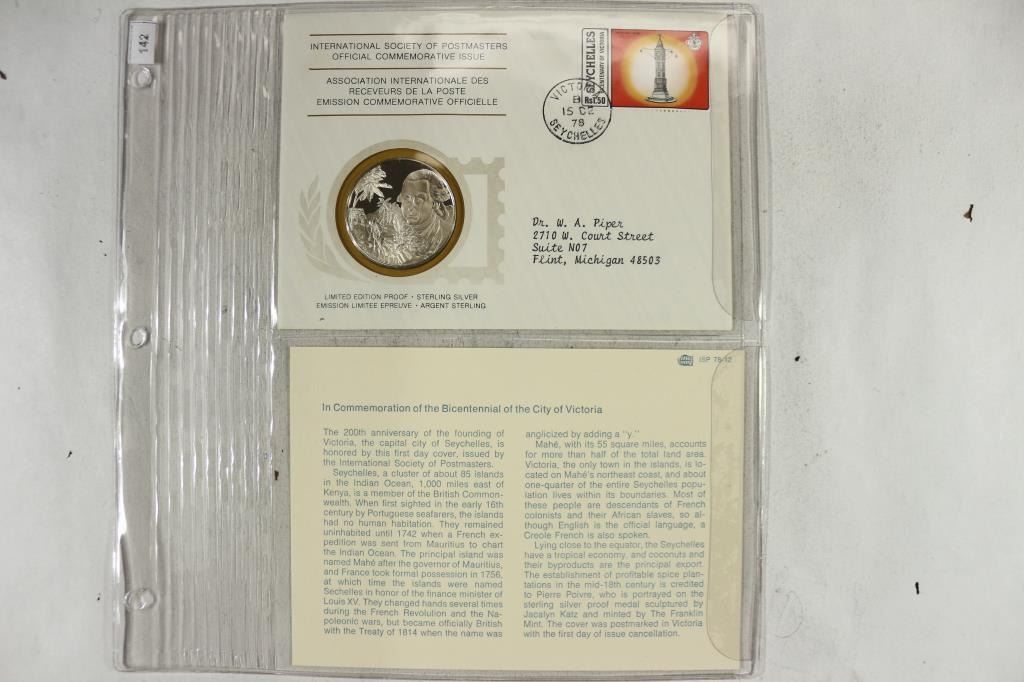 142
INTERNATIONAL SOCIETY OF POSTMASTERS
OFFICIAL COMMEMORATIVE ISSUE
ASSOCIATION INTERNATIONALE DES
RECEVEURS DE LA POSTE
EMISSION COMMEMORATIVE OFFICIELLE
SEYCHELLES
CENTENARY OF VICTORIA
Rs1.50
VICTORIA
B
15 DE
78
SEYCHELLES
Dr. W. A. Piper
2710 W. Court Street
Suite N07
Flint, Michigan 48503
LIMITED EDITION PROOF • STERLING SILVER
EMISSION LIMITEE EPREUVE • ARGENT STERLING
ISP 78-12
In Commemoration of the Bicentennial of the City of Victoria
The 200th anniversary of the founding of
Victoria, the capital city of Seychelles, is
honored by this first day cover, issued by
the International Society of Postmasters.
Seychelles, a cluster of about 85 islands
in the Indian Ocean, 1,000 miles east of
Kenya, is a member of the British Common-
wealth. When first sighted in the early 16th
century by Portuguese seafarers, the islands
had no human habitation. They remained
uninhabited until 1742 when a French ex-
pedition was sent from Mauritius to chart
the Indian Ocean. The principal island was
named Mahé after the governor of Mauritius,
and France took formal possession in 1756,
at which time the islands were named
Sechelles in honor of the finance minister of
Louis XV. They changed hands several times
during the French Revolution and the Na-
poleonic wars, but became officially British
with the Treaty of 1814 when the name was
anglicized by adding a "y."
Mahé, with its 55 square miles, accounts
for more than half of the total land area.
Victoria, the only town in the islands, is lo-
cated on Mahé's northeast coast, and about
one-quarter of the entire Seychelles popu-
lation lives within its boundaries. Most of
these people are descendants of French
colonists and their African slaves, so al-
though English is the official language, a
Creole French is also spoken.
Lying close to the equator, the Seychelles
have a tropical economy, and coconuts and
their byproducts are the principal export.
The establishment of profitable spice plan-
tations in the mid-18th century is credited
to Pierre Poivre, who is portrayed on the
sterling silver proof medal sculptured by
Jacalyn Katz and minted by The Franklin
Mint. The cover was postmarked in Victoria
with the first day of issue cancellation.